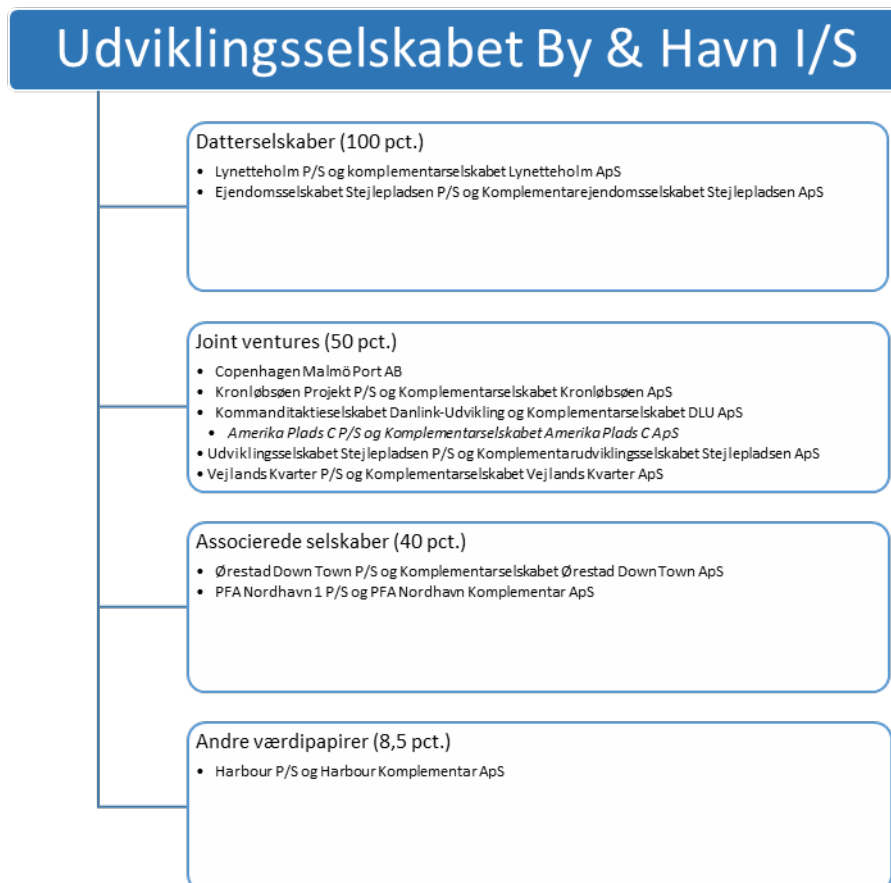 Udviklingsselskabet By & Havn I/S
Datterselskaber (100 pct.)
• Lynetteholm P/S og komplementarselskabet Lynetteholm ApS
• Ejendomsselskabet Stejlepladsen P/S og Komplementarejendomsselskabet Stejlepladsen ApS
Joint ventures (50 pct.)
• Copenhagen Malmö Port AB
• Kronløbsøen Projekt P/S og Komplementarselskabet Kronløbsøen ApS
• Kommanditaktieselskabet Danlink-Udvikling og Komplementarselskabet DLU ApS
• Amerika Plads C P/S og Komplementarselskabet Amerika Plads C ApS
• Udviklingsselskabet Stejlepladsen P/S og Komplementarudviklingsselskabet Stejlepladsen ApS
• Vejlands Kvarter P/S og Komplementarselskabet Vejlands Kvarter ApS
Associerede selskaber (40 pct.)
• Ørestad Down Town P/S og Komplementarselskabet Ørestad Down Town ApS
• PFA Nordhavn 1 P/S og PFA Nordhavn Komplementar ApS
Andre værdipapirer (8,5 pct.)
• Harbour P/S og Harbour Komplementar ApS